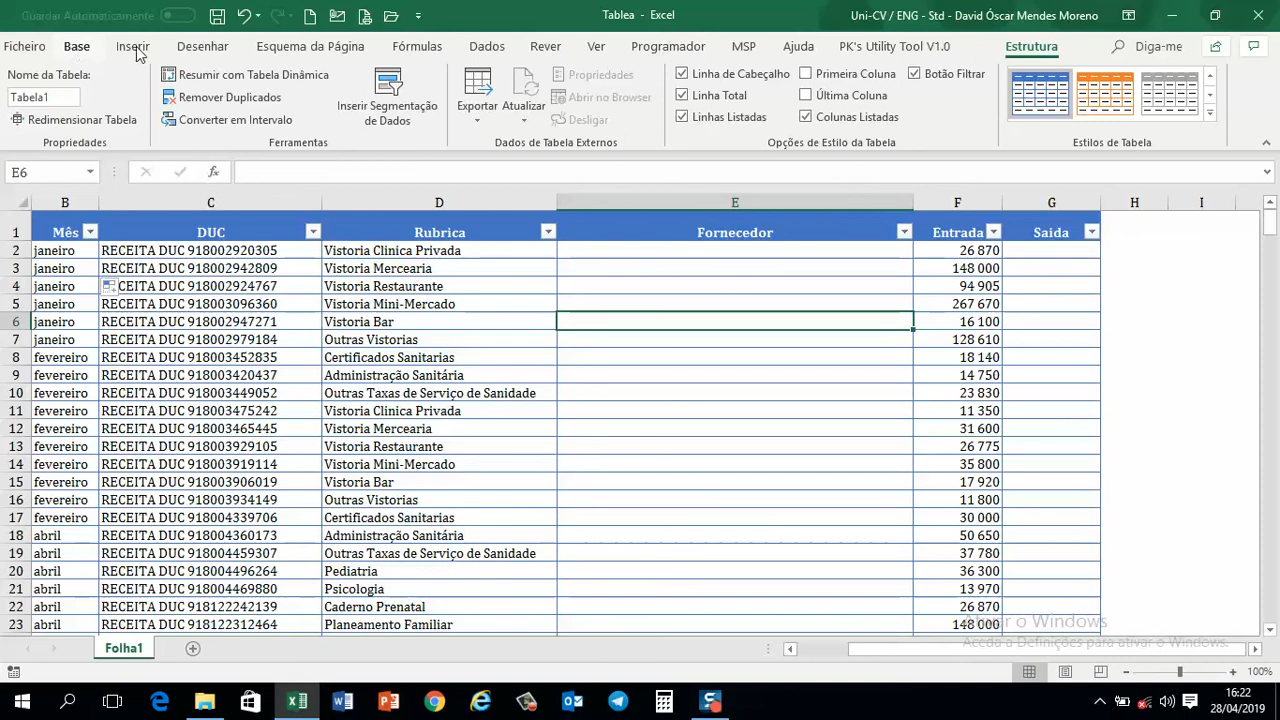 Guardar Automaticamente
Tablea - Excel
Uni-CV / ENG - Std - David Óscar Mendes Moreno
Ficheiro Base Inserir Desenhar Esquema da Página Fórmulas Dados Rever Ver Programador MSP Ajuda PK's Utility Tool V1.0 Estrutura Diga-me
Nome da Tabela:
Tabela1
Redimensionar Tabela
Propriedades
Resumir com Tabela Dinâmica
Remover Duplicados
Converter em Intervalo
Inserir Segmentação
de Dados
Ferramentas
Exportar Atualizar
Propriedades
Abrir no Browser
Desligar
Dados de Tabela Externos
Linha de Cabeçalho Primeira Coluna Botão Filtrar
Linha Total Última Coluna
Linhas Listadas Colunas Listadas
Opções de Estilo da Tabela
Estilos de Tabela
E6 fx
B C D E F G H I
1 Mês DUC Rubrica Fornecedor Entrada Saida
2 janeiro RECEITA DUC 918002920305 Vistoria Clinica Privada 26 870
3 janeiro RECEITA DUC 918002942809 Vistoria Mercearia 148 000
4 janeiro CEITA DUC 918002924767 Vistoria Restaurante 94 905
5 janeiro RECEITA DUC 918003096360 Vistoria Mini-Mercado 267 670
6 janeiro RECEITA DUC 918002947271 Vistoria Bar 16 100
7 janeiro RECEITA DUC 918002979184 Outras Vistorias 128 610
8 fevereiro RECEITA DUC 918003452835 Certificados Sanitarias 18 140
9 fevereiro RECEITA DUC 918003420437 Administração Sanitária 14 750
10 fevereiro RECEITA DUC 918003449052 Outras Taxas de Serviço de Sanidade 23 830
11 fevereiro RECEITA DUC 918003475242 Vistoria Clinica Privada 11 350
12 fevereiro RECEITA DUC 918003465445 Vistoria Mercearia 31 600
13 fevereiro RECEITA DUC 918003929105 Vistoria Restaurante 26 775
14 fevereiro RECEITA DUC 918003919114 Vistoria Mini-Mercado 35 800
15 fevereiro RECEITA DUC 918003906019 Vistoria Bar 17 920
16 fevereiro RECEITA DUC 918003934149 Outras Vistorias 11 800
17 fevereiro RECEITA DUC 918004339706 Certificados Sanitarias 30 000
18 abril RECEITA DUC 918004360173 Administração Sanitária 50 650
19 abril RECEITA DUC 918004459307 Outras Taxas de Serviço de Sanidade 37 780
20 abril RECEITA DUC 918004496264 Pediatria 36 300
21 abril RECEITA DUC 918004469880 Psicologia 13 970
22 abril RECEITA DUC 918122242139 Caderno Prenatal 26 870
23 abril RECEITA DUC 918122312464 Planeamento Familiar 148 000
Ativar o Windows
Aceda a Definições para ativar o Windows.
Folha1
100%
16:22
28/04/2019